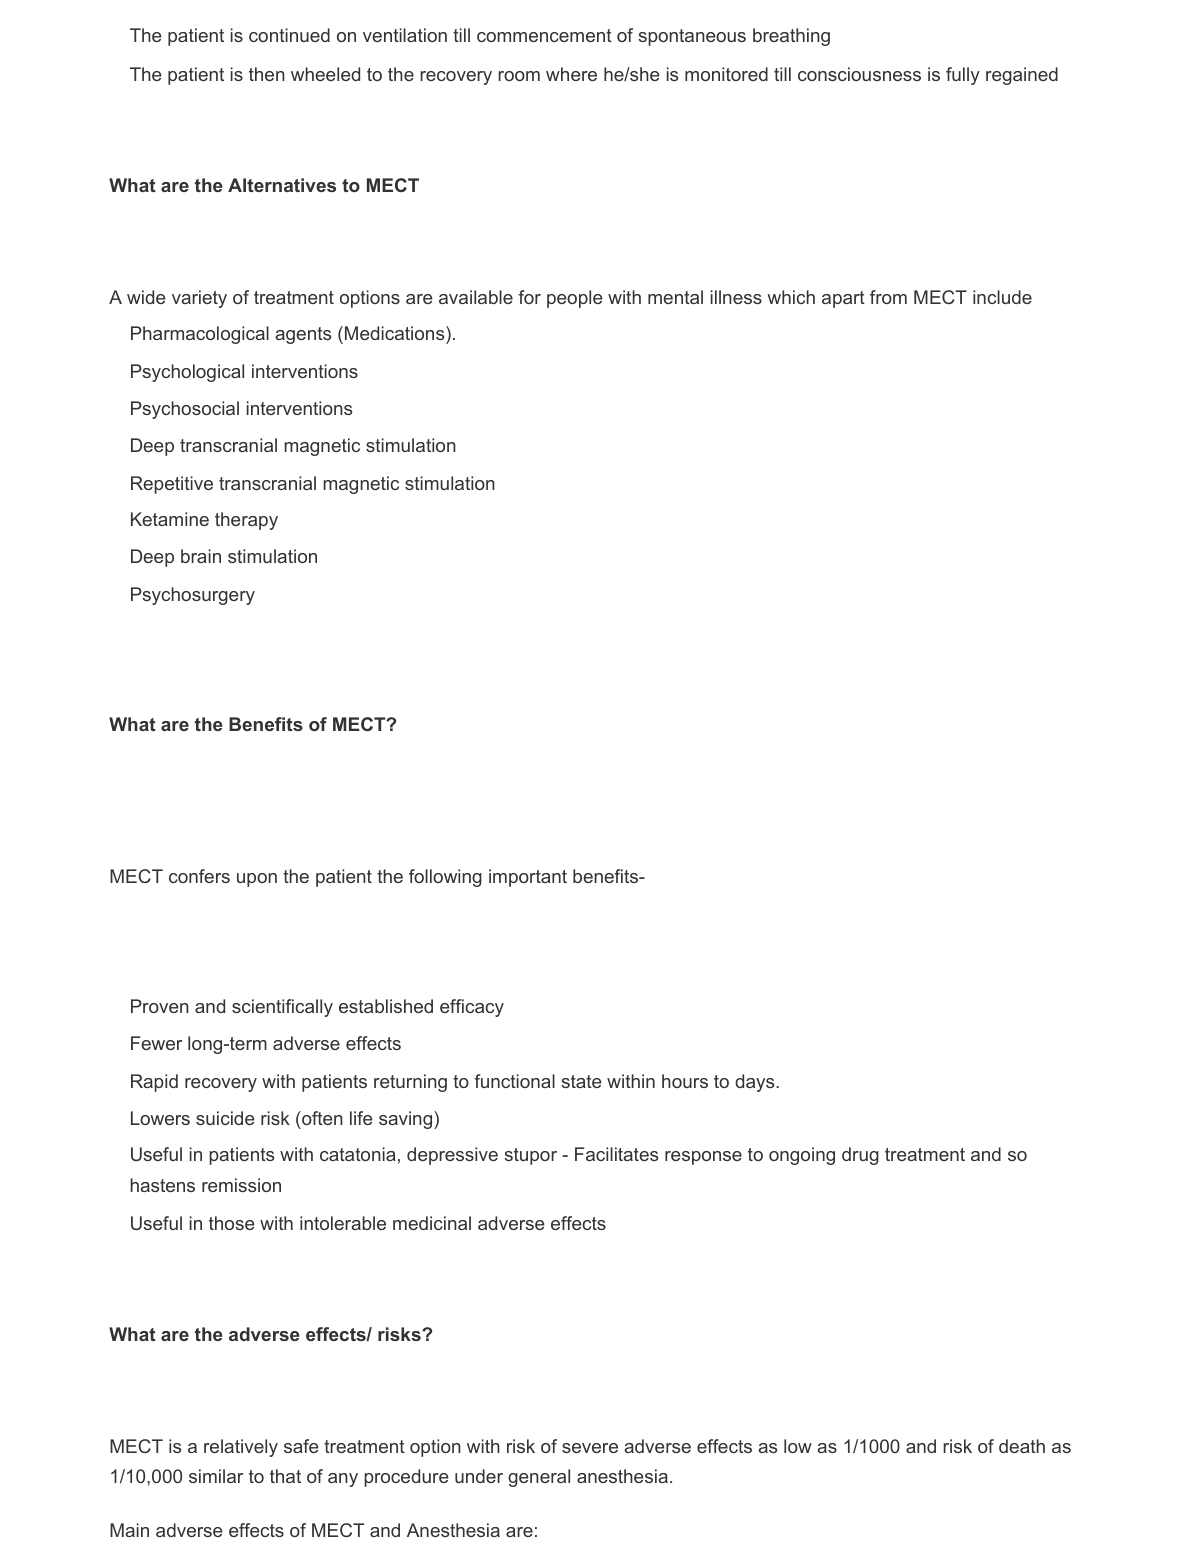 The patient is continued on ventilation till commencement of spontaneous breathing
The patient is then wheeled to the recovery room where he/she is monitored till consciousness is fully regained
What are the Alternatives to MECT
A wide variety of treatment options are available for people with mental illness which apart from MECT include
Pharmacological agents (Medications).
Psychological interventions
Psychosocial interventions
Deep transcranial magnetic stimulation
Repetitive transcranial magnetic stimulation
Ketamine therapy
Deep brain stimulation
Psychosurgery
What are the Benefits of MECT?
MECT confers upon the patient the following important benefits-
Proven and scientifically established efficacy
Fewer long-term adverse effects
Rapid recovery with patients returning to functional state within hours to days.
Lowers suicide risk (often life saving)
Useful in patients with catatonia, depressive stupor - Facilitates response to ongoing drug treatment and so
hastens remission
Useful in those with intolerable medicinal adverse effects
What are the adverse effects/ risks?
MECT is a relatively safe treatment option with risk of severe adverse effects as low as 1/1000 and risk of death as
1/10,000 similar to that of any procedure under general anesthesia.
Main adverse effects of MECT and Anesthesia are: